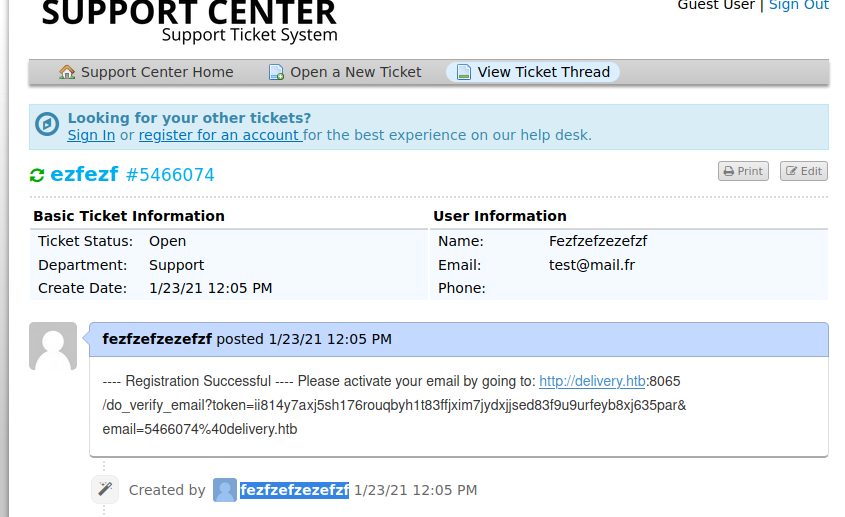 SUPPORT CENTER
Support Ticket System
Guest User | Sign Out
Support Center Home Open a New Ticket View Ticket Thread
Looking for your other tickets?
Sign In or register for an account for the best experience on our help desk.
ezfezf #5466074
Print Edit
Basic Ticket Information User Information
Ticket Status: Open Name: Fezfzefzezefzf
Department: Support Email: test@mail.fr
Create Date: 1/23/21 12:05 PM Phone:
fezfzefzezefzf posted 1/23/21 12:05 PM
---- Registration Successful ---- Please activate your email by going to: http://delivery.htb:8065
/do_verify_email?token=ii814y7axj5sh176rouqbyh1t83ffjxim7jydxjjsed83f9u9urfeyb8xj635par&
email=5466074%40delivery.htb
Created by fezfzefzezefzf 1/23/21 12:05 PM